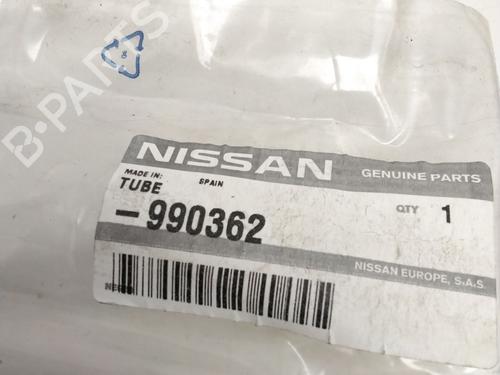 B-PARTS
NISSAN
GENUINE PARTS
MADE IN:
SPAIN
TUBE
-990362
QTY 1
NISSAN EUROPE, S.A.S.